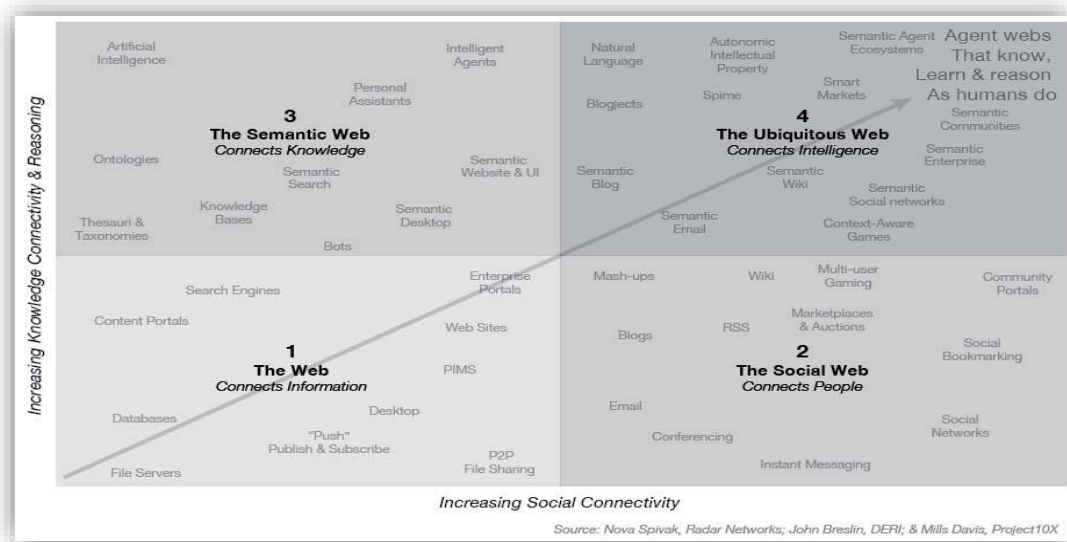 Increasing Knowledge Connectivity & Reasoning
Artificial
Intelligence
Intelligent
Agents
Personal
Assistants
3
The Semantic Web
Connects Knowledge
Ontologies
Semantic
Search
Semantic
Website & UI
Knowledge
Bases
Semantic
Desktop
Thesauri &
Taxonomies
Bots
Natural
Language
Autonomic
Intellectual
Property
Semantic Agent
Ecosystems
Agent webs
That know,
Learn & reason
As humans do
Blogjects
Spime
Smart
Markets
4
The Ubiquitous Web
Connects Intelligence
Semantic
Communities
Semantic
Enterprise
Semantic
Blog
Semantic
Wiki
Semantic
Social networks
Semantic
Email
Context-Aware
Games
Search Engines
Enterprise
Portals
Content Portals
Web Sites
1
The Web
Connects Information
PIMS
Databases
Desktop
"Push"
Publish & Subscribe
File Servers
P2P
File Sharing
Mash-ups
Wiki
Multi-user
Gaming
Community
Portals
Blogs
RSS
Marketplaces
& Auctions
2
The Social Web
Connects People
Social
Bookmarking
Email
Conferencing
Social
Networks
Instant Messaging
Increasing Social Connectivity
Source: Nova Spivak, Radar Networks; John Breslin, DERI; & Mills Davis, Project10X